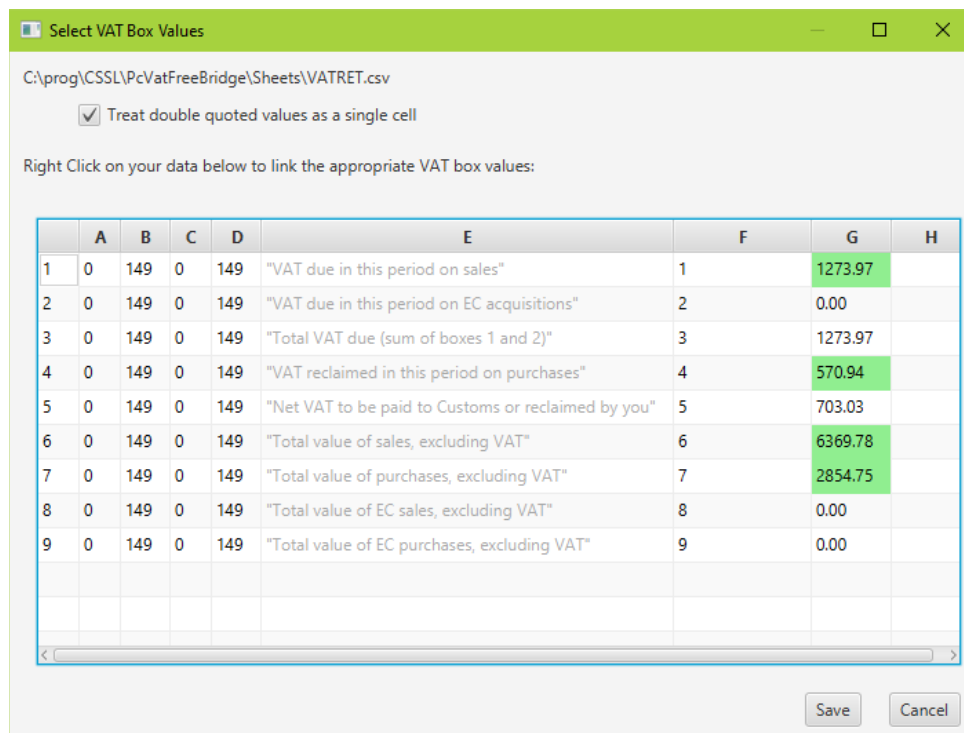 Select VAT Box Values
C:\prog\CSSL\PcVatFreeBridge\Sheets\VATRET.csv
Treat double quoted values as a single cell
Right Click on your data below to link the appropriate VAT box values:
A B C D E F G H
1 0 149 0 149 "VAT due in this period on sales" 1 1273.97
2 0 149 0 149 "VAT due in this period on EC acquisitions" 2 0.00
3 0 149 0 149 "Total VAT due (sum of boxes 1 and 2)" 3 1273.97
4 0 149 0 149 "VAT reclaimed in this period on purchases" 4 570.94
5 0 149 0 149 "Net VAT to be paid to Customs or reclaimed by you" 5 703.03
6 0 149 0 149 "Total value of sales, excluding VAT" 6 6369.78
7 0 149 0 149 "Total value of purchases, excluding VAT" 7 2854.75
8 0 149 0 149 "Total value of EC sales, excluding VAT" 8 0.00
9 0 149 0 149 "Total value of EC purchases, excluding VAT" 9 0.00
Save Cancel